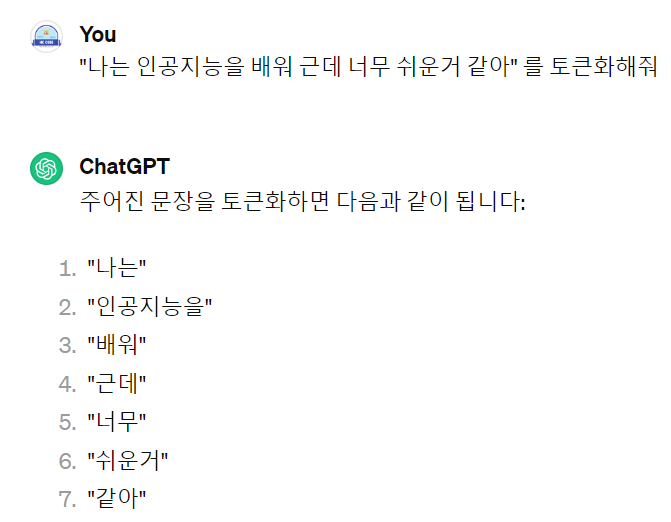 You
"나는 인공지능을 배워 근데 너무 쉬운거 같아" 를 토큰화해줘
ChatGPT
주어진 문장을 토큰화하면 다음과 같이 됩니다:
1. "나는"
2. "인공지능을"
3. "배워"
4. "근데"
5. "너무"
6. "쉬운거"
7. "같아"